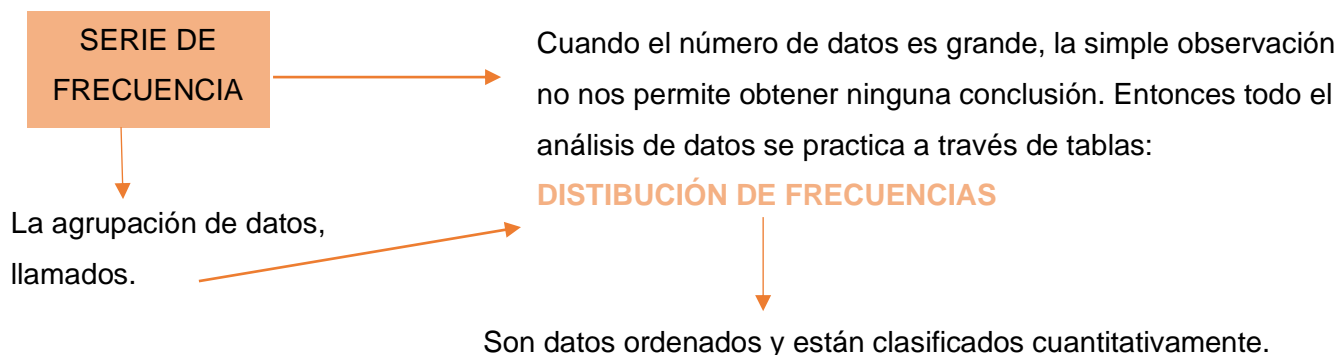 SERIE DE
FRECUENCIA
Cuando el número de datos es grande, la simple observación
no nos permite obtener ninguna conclusión. Entonces todo el
análisis de datos se practica a través de tablas:
DISTIBUCIÓN DE FRECUENCIAS
La agrupación de datos,
llamados.
Son datos ordenados y están clasificados cuantitativamente.